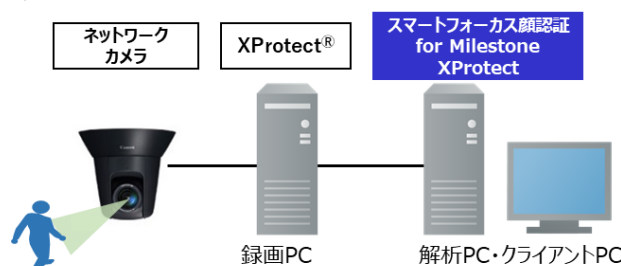 ネットワーク
カメラ
XProtect®
スマートフォーカス顔認証
for Milestone
XProtect
録画PC
解析PC・クライアントPC